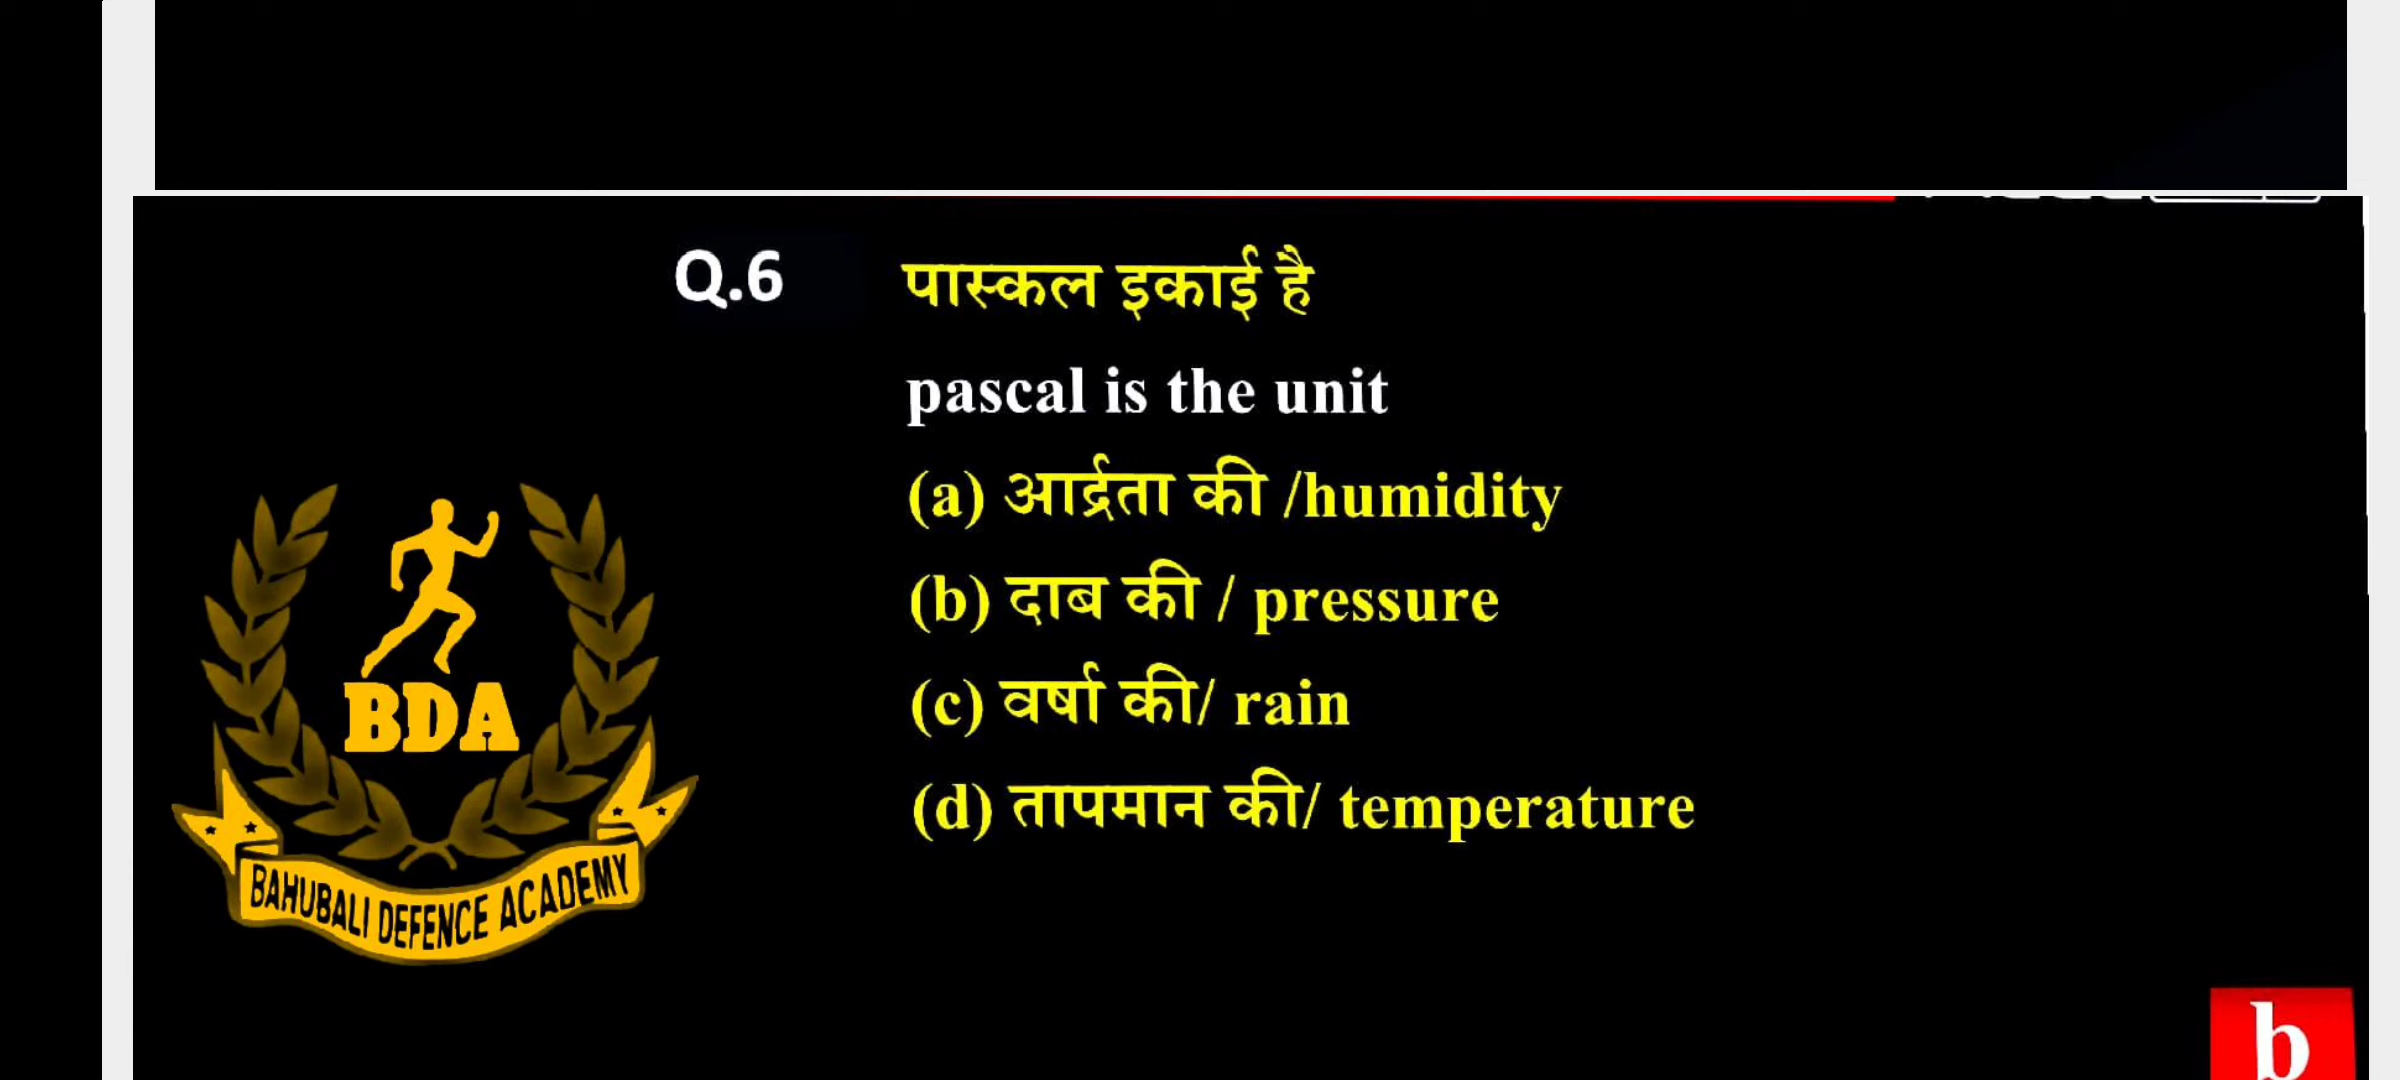 Q.6 पास्कल इकाई है
pascal is the unit
(a) आर्द्रता की /humidity
(b) दाब की / pressure
(c) वर्षा की/ rain
(d) तापमान की/ temperature
BDA
BAHUBALI DEFENCE ACADEMY
b